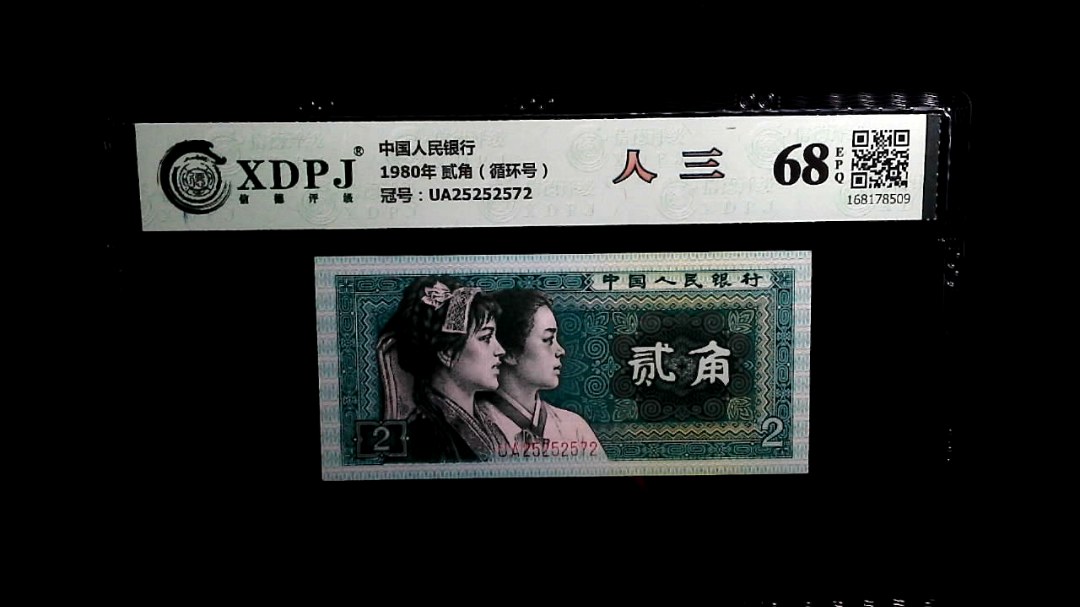 XDPJ®
信德评级
中国人民银行
1980年 贰角（循环号）
冠号：UA25252572
人三
68
EPQ
168178509
中国人民银行
贰角
2
2
UA25252572